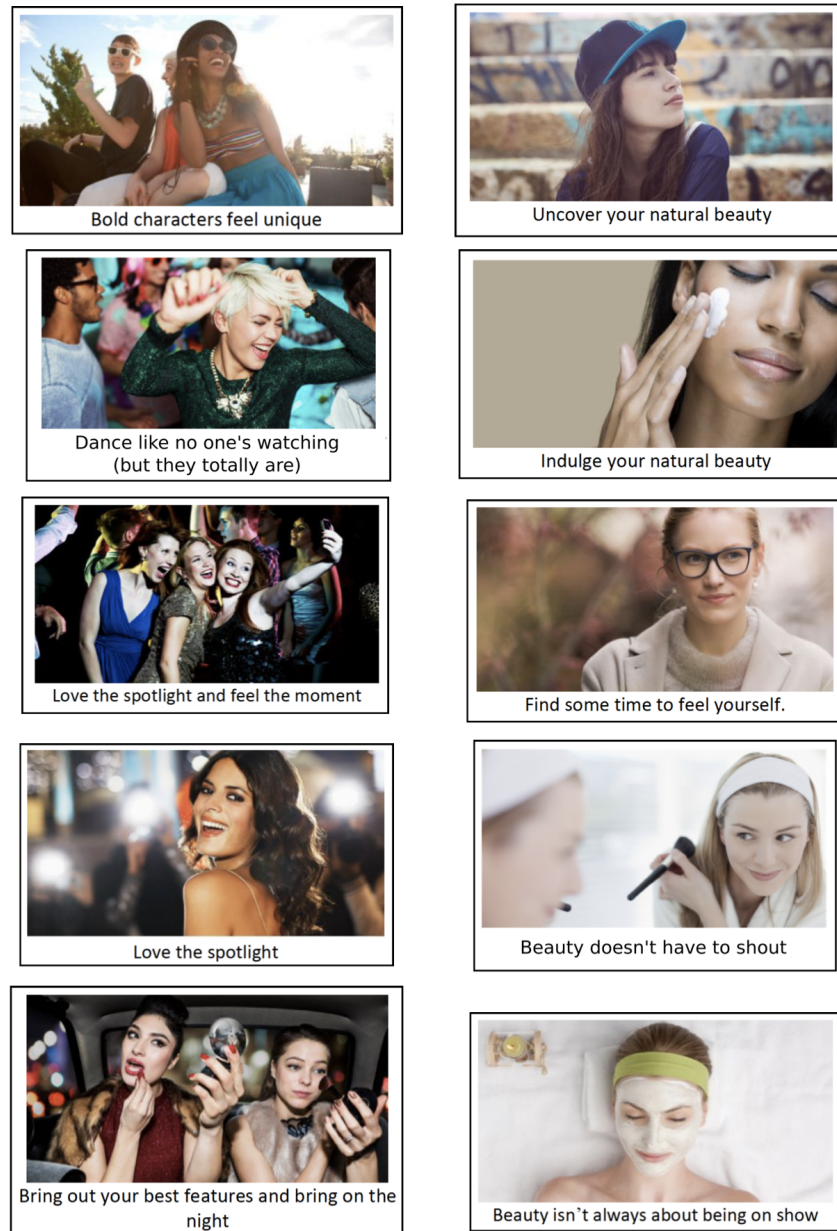 Bold characters feel unique
Uncover your natural beauty
Dance like no one's watching
(but they totally are)
Indulge your natural beauty
Love the spotlight and feel the moment
Find some time to feel yourself.
Love the spotlight
Beauty doesn't have to shout
Bring out your best features and bring on the
night
Beauty isn’t always about being on show